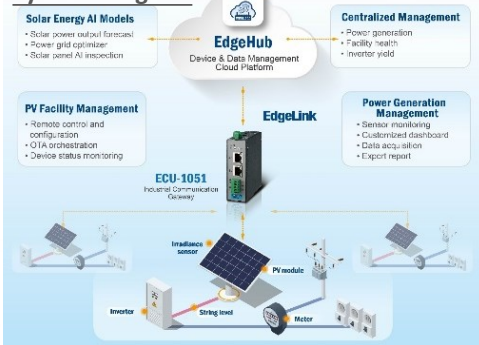 Solar Energy AI Models
• Solar power output forecast
• Power grid optimizer
• Solar panel AI inspection
EdgeHub
Device & Data Management
Cloud Platform
Centralized Management
• Power generation
• Facility health
• Inverter yield
PV Facility Management
• Remote control and
configuration
• OTA orchestration
• Device status monitoring
EdgeLink
ECU-1051
Industrial Communication
Gateway
Power Generation
Management
• Sensor monitoring
• Customized dashboard
• Data acquisition
• Export report
Irradiance
sensor
PV module
Inverter
String level
Meter